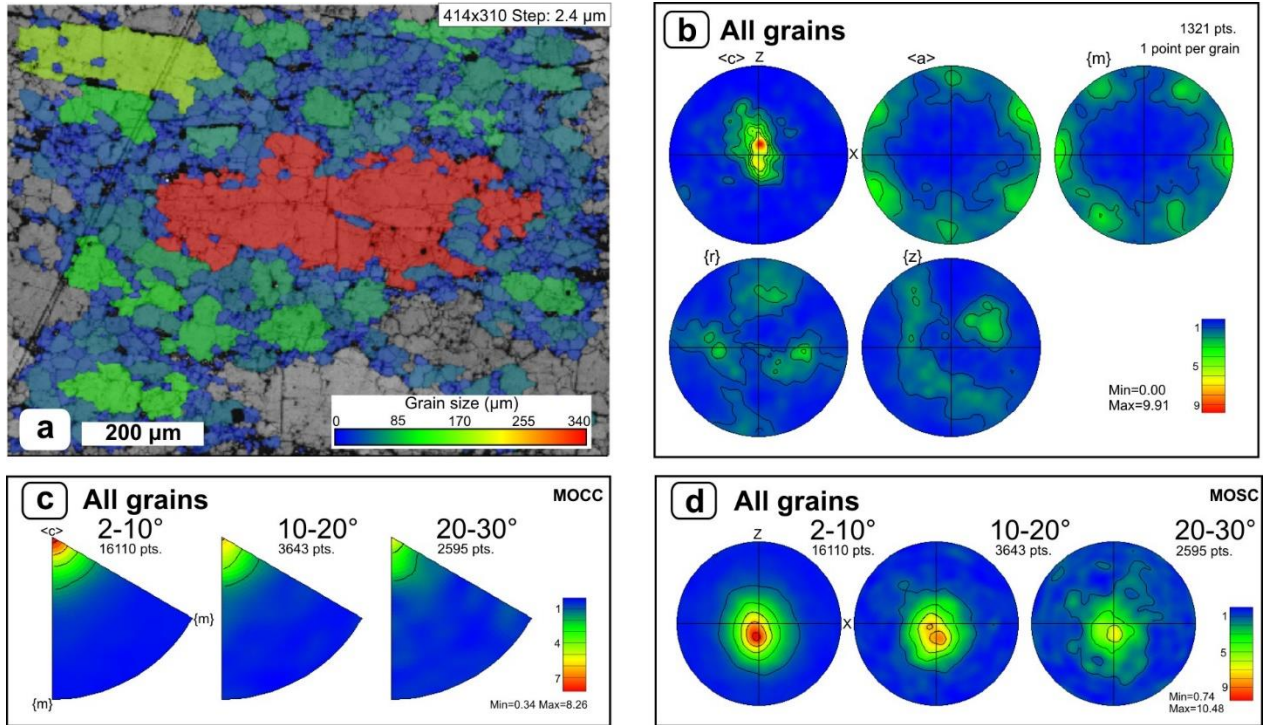 414x310 Step: 2.4 µm
a
200 µm
Grain size (µm)
0 85 170 255 340
b All grains
1321 pts.
1 point per grain
<c> Z
<a>
{m}
X
{r}
{z}
1
5
9
Min=0.00
Max=9.91
c All grains
MOCC
<c>
2-10° 10-20° 20-30°
16110 pts. 3643 pts. 2595 pts.
{m}
{m}
1
4
7
Min=0.34 Max=8.26
d All grains
MOSC
2-10° 10-20° 20-30°
Z 16110 pts. 3643 pts. 2595 pts.
X
1
5
9
Min=0.74
Max=10.48